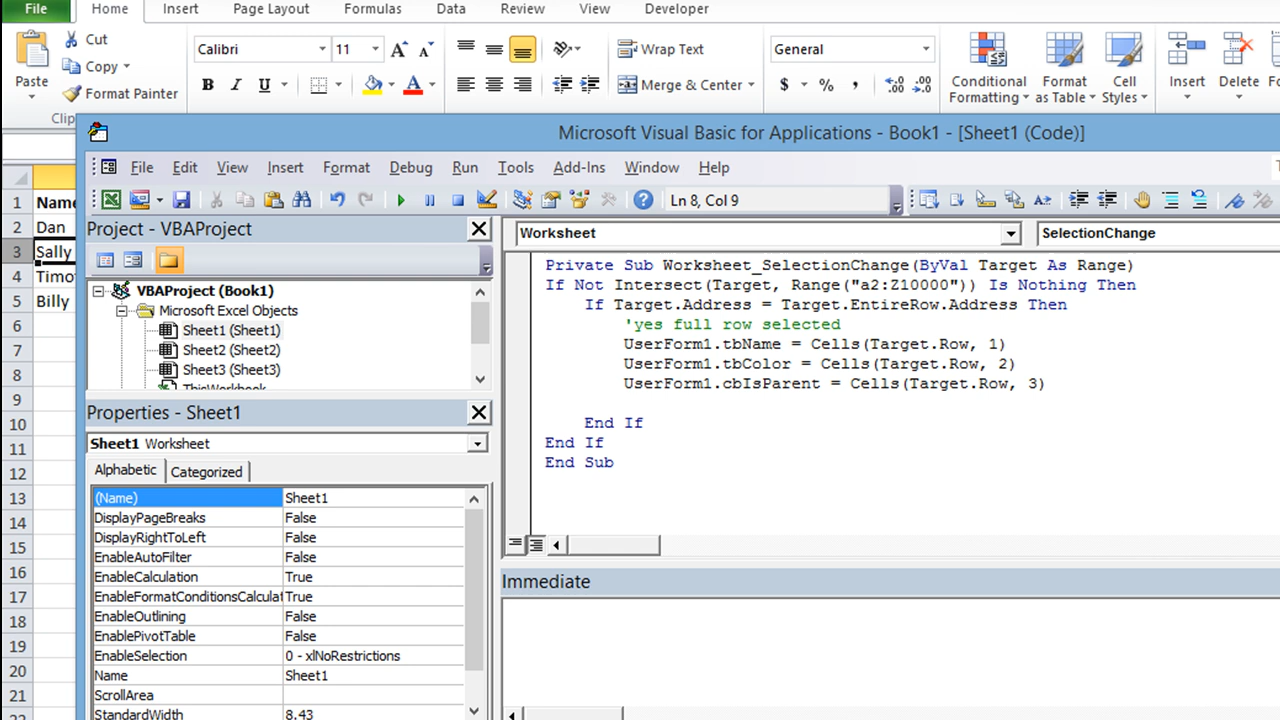 File Home Insert Page Layout Formulas Data Review View Developer
Cut
Copy
Format Painter
Paste
Calibri 11 A A
B I U A
Wrap Text
Merge & Center
General
$ % ,
Conditional Formatting
Format as Table
Cell Styles
Insert
Delete
Microsoft Visual Basic for Applications - Book1 - [Sheet1 (Code)]
File Edit View Insert Format Debug Run Tools Add-Ins Window Help
Ln 8, Col 9
1 Name
2 Dan
3 Sally
4
5 Billy
6
7
8
9
10
11
12
13
14
15
16
17
18
19
20
21
Project - VBAProject
VBAProject (Book1)
Microsoft Excel Objects
Sheet1 (Sheet1)
Sheet2 (Sheet2)
Sheet3 (Sheet3)
ThisWorkbook
Properties - Sheet1
Sheet1 Worksheet
Alphabetic Categorized
(Name) Sheet1
DisplayPageBreaks False
DisplayRightToLeft False
EnableAutoFilter False
EnableCalculation True
EnableFormatConditionsCalculat True
EnableOutlining False
EnablePivotTable False
EnableSelection 0 - xlNoRestrictions
Name Sheet1
ScrollArea
StandardWidth 8.43
Worksheet SelectionChange
Private Sub Worksheet_SelectionChange(ByVal Target As Range)
If Not Intersect(Target, Range("a2:Z10000")) Is Nothing Then
If Target.Address = Target.EntireRow.Address Then
'yes full row selected
UserForm1.tbName = Cells(Target.Row, 1)
UserForm1.tbColor = Cells(Target.Row, 2)
UserForm1.cbIsParent = Cells(Target.Row, 3)
End If
End If
End Sub
Immediate